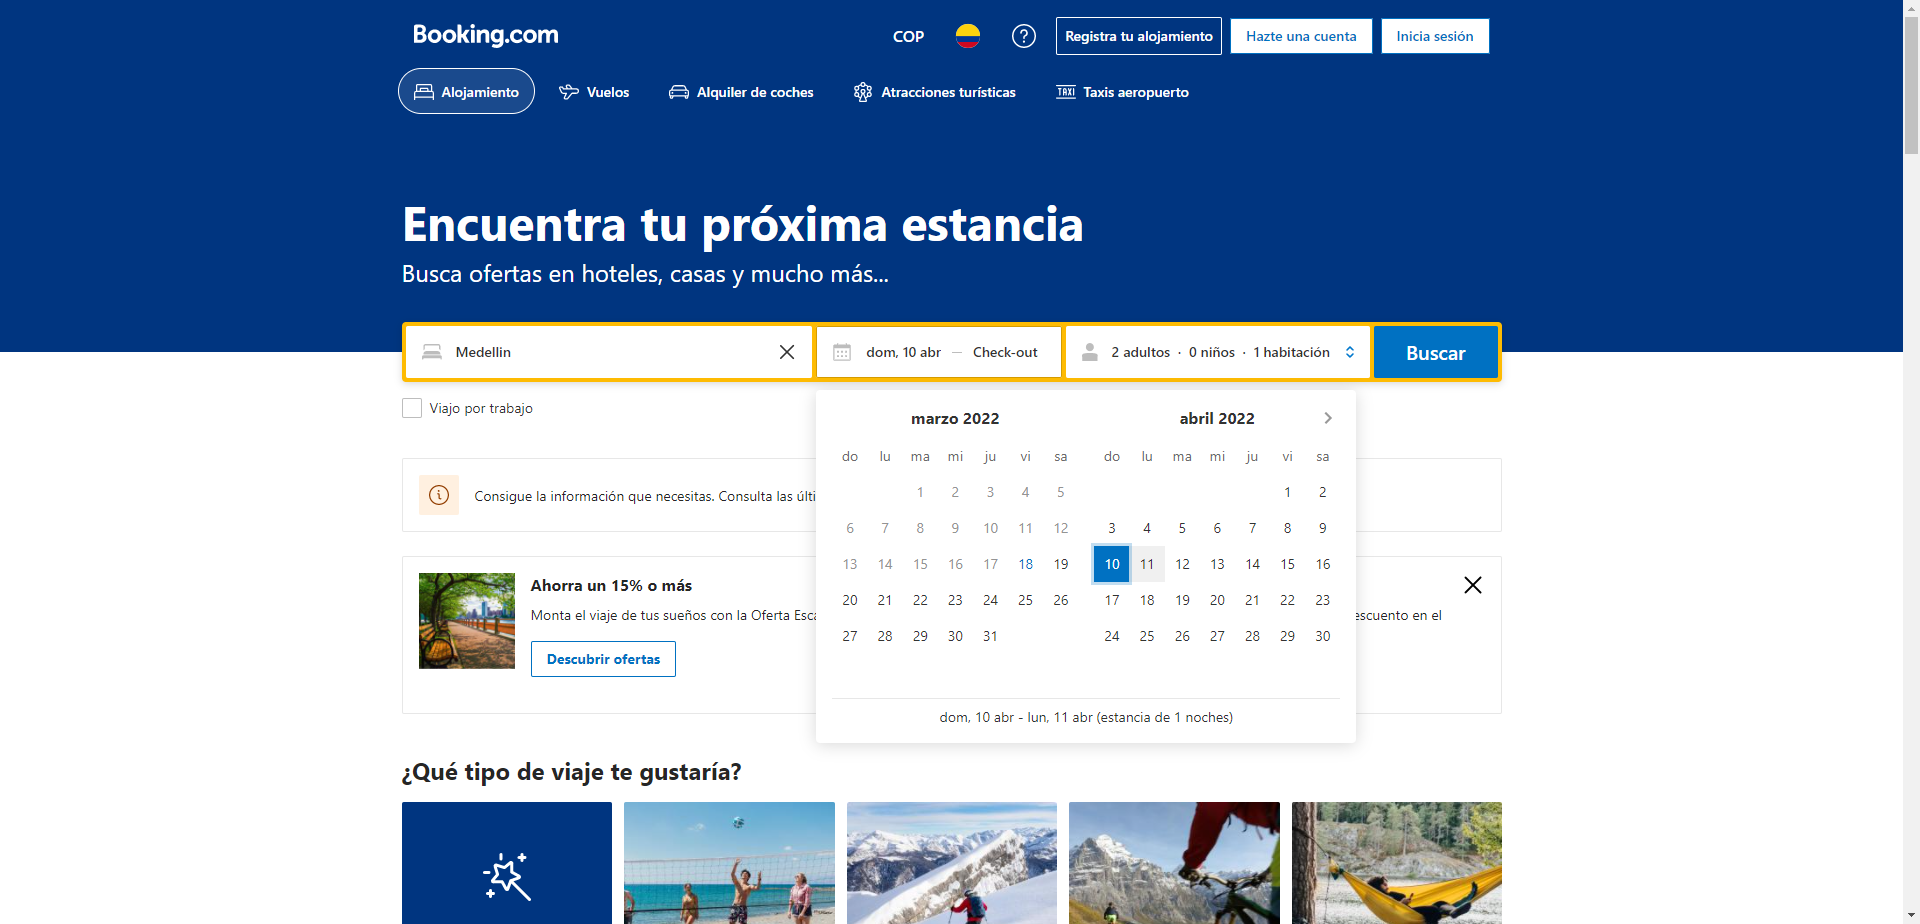 Booking.com
COP
Registra tu alojamiento
Hazte una cuenta
Inicia sesión
Alojamiento
Vuelos
Alquiler de coches
Atracciones turísticas
TAXI Taxis aeropuerto
Encuentra tu próxima estancia
Busca ofertas en hoteles, casas y mucho más...
Medellin
dom, 10 abr — Check-out
2 adultos · 0 niños · 1 habitación
Buscar
Viajo por trabajo
marzo 2022
do lu ma mi ju vi sa
1 2 3 4 5
6 7 8 9 10 11 12
13 14 15 16 17 18 19
20 21 22 23 24 25 26
27 28 29 30 31
abril 2022
do lu ma mi ju vi sa
1 2
3 4 5 6 7 8 9
10 11 12 13 14 15 16
17 18 19 20 21 22 23
24 25 26 27 28 29 30
dom, 10 abr - lun, 11 abr (estancia de 1 noches)
Consigue la información que necesitas. Consulta las últi
Ahorra un 15% o más
Monta el viaje de tus sueños con la Oferta Esca
escuento en el
Descubrir ofertas
¿Qué tipo de viaje te gustaría?